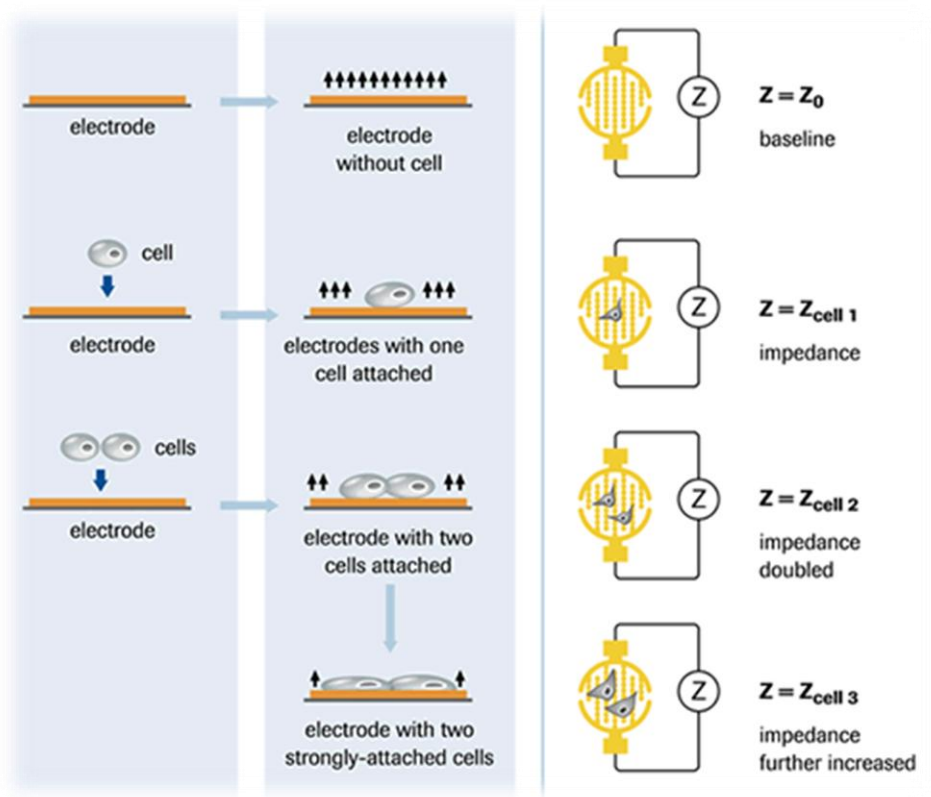 electrode
electrode
without cell
Z
Z = Z0
baseline
cell
electrode
electrodes with one
cell attached
Z
Z = Zcell 1
impedance
cells
electrode
electrode with two
cells attached
Z
Z = Zcell 2
impedance
doubled
electrode with two
strongly-attached cells
Z
Z = Zcell 3
impedance
further increased